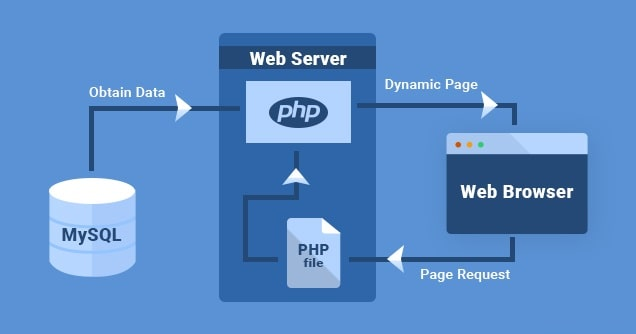 Web Server
Obtain Data
php
Dynamic Page
Web Browser
MySQL
PHP
file
Page Request